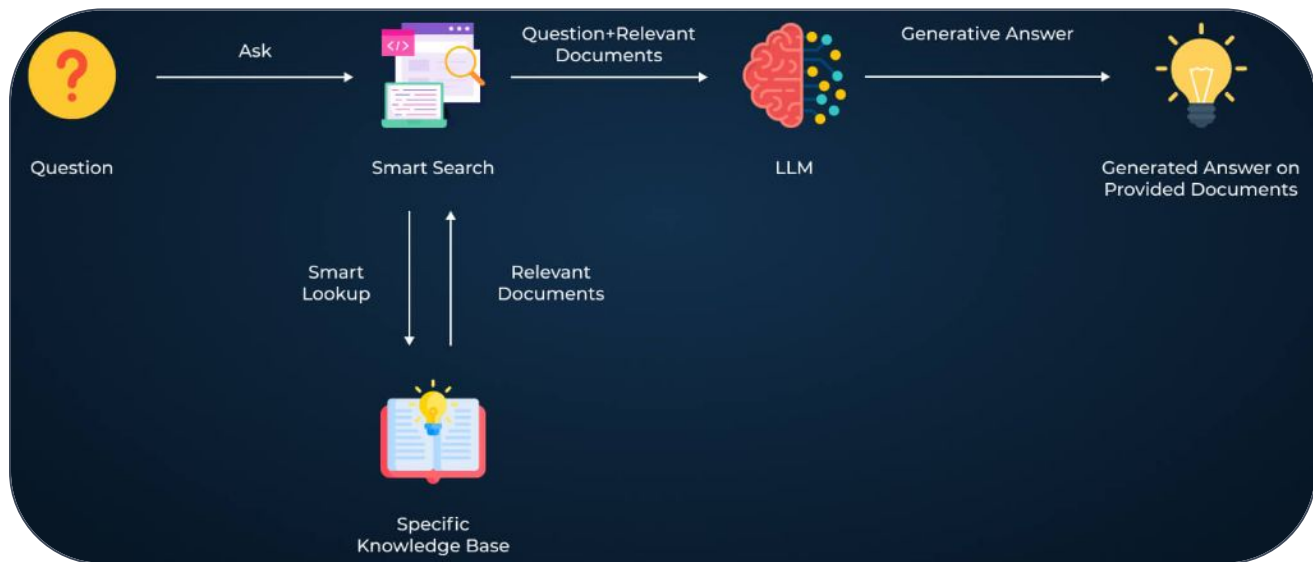 Ask
Question+Relevant
Documents
Generative Answer
</>
?
Question
Smart Search
LLM
Generated Answer on
Provided Documents
Smart
Lookup
Relevant
Documents
Specific
Knowledge Base